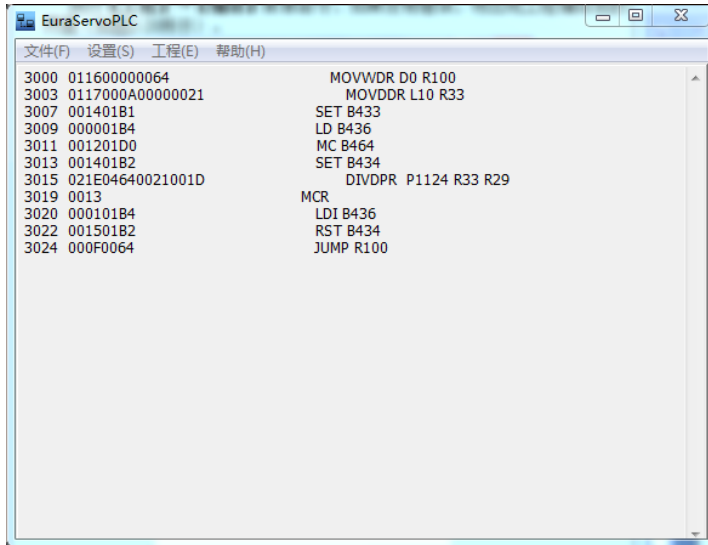 EuraServoPLC
文件(F) 设置(S) 工程(E) 帮助(H)
3000 011600000064 MOVWDR D0 R100
3003 0117000A00000021 MOVDDR L10 R33
3007 001401B1 SET B433
3009 000001B4 LD B436
3011 001201D0 MC B464
3013 001401B2 SET B434
3015 021E04640021001D DIVDPR P1124 R33 R29
3019 0013 MCR
3020 000101B4 LDI B436
3022 001501B2 RST B434
3024 000F0064 JUMP R100